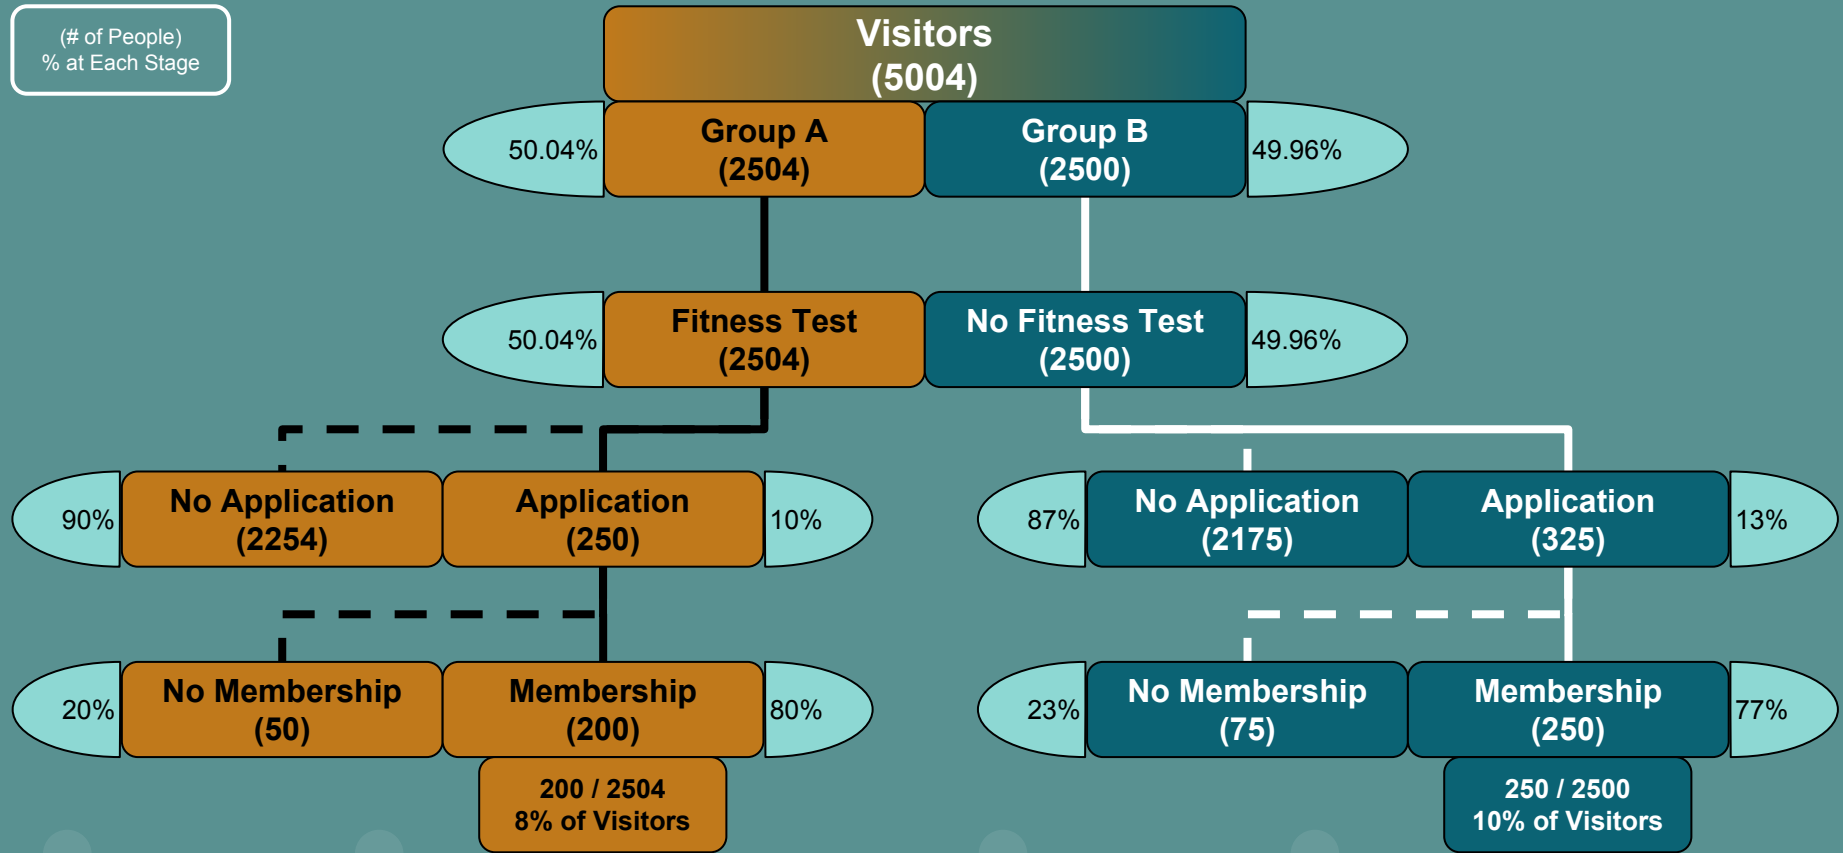 (# of People)
% at Each Stage
Visitors
(5004)
50.04%
Group A
(2504)
Group B
(2500)
49.96%
50.04%
Fitness Test
(2504)
No Fitness Test
(2500)
49.96%
90%
No Application
(2254)
Application
(250)
10%
87%
No Application
(2175)
Application
(325)
13%
20%
No Membership
(50)
Membership
(200)
80%
23%
No Membership
(75)
Membership
(250)
77%
200 / 2504
8% of Visitors
250 / 2500
10% of Visitors